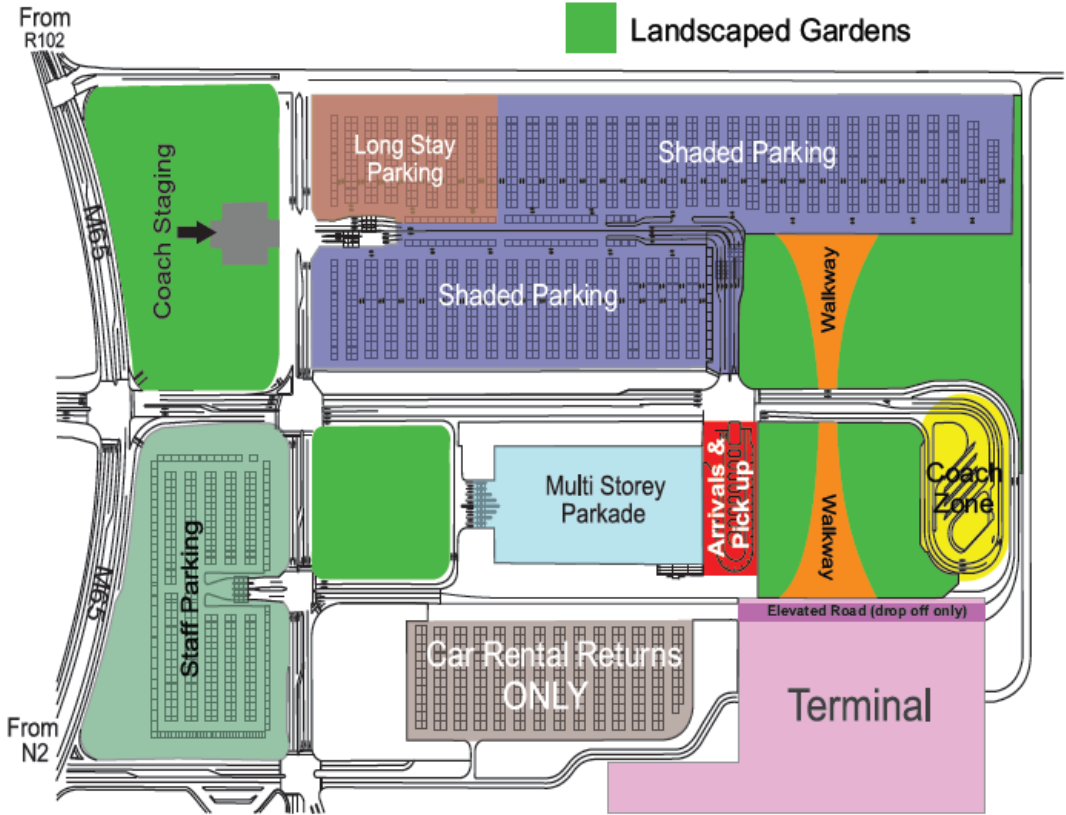 From
R102
Landscaped Gardens
Long Stay
Parking
Shaded Parking
Coach Staging
M65
Shaded Parking
Walkway
Multi Storey
Parkade
Arrivals &
Pick up
Walkway
Coach
Zone
Staff Parking
M65
Elevated Road (drop off only)
Car Rental Returns
ONLY
Terminal
From
N2